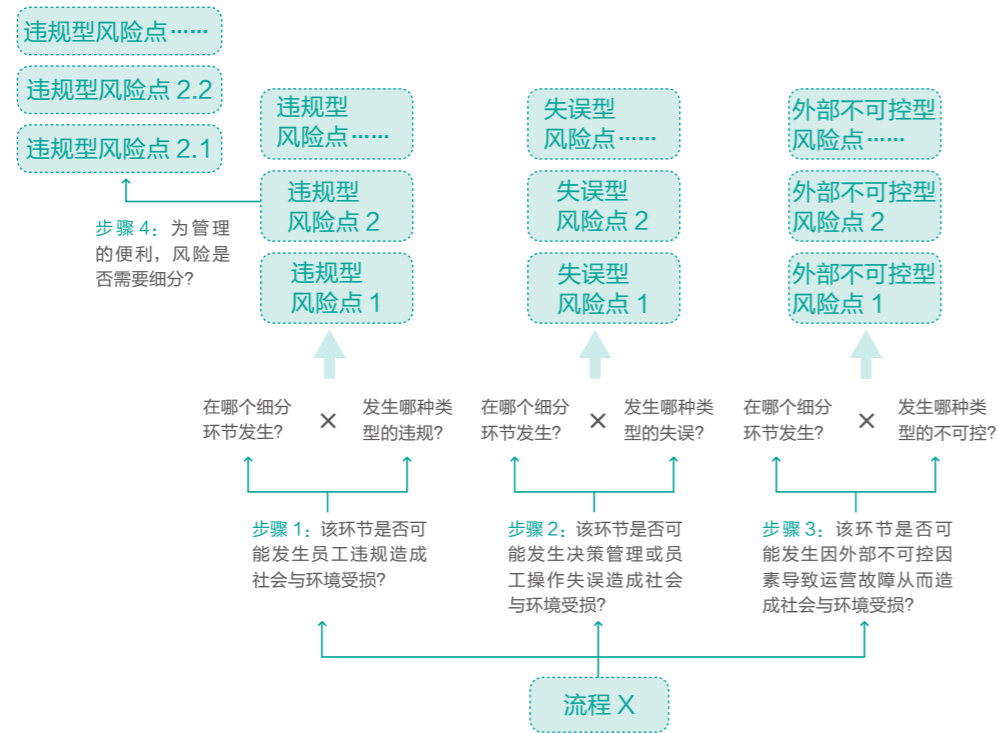 违规型风险点……
违规型风险点 2.2
违规型风险点 2.1
步骤 4：为管理
的便利，风险是
否需要细分？
违规型
风险点……
违规型
风险点 2
违规型
风险点 1
失误型
风险点……
失误型
风险点 2
失误型
风险点 1
外部不可控型
风险点……
外部不可控型
风险点 2
外部不可控型
风险点 1
在哪个细分
环节发生？
×
发生哪种类
型的违规？
在哪个细分
环节发生？
×
发生哪种类
型的失误？
在哪个细分
环节发生？
×
发生哪种类
型的不可控？
步骤 1：该环节是否可
能发生员工违规造成
社会与环境受损？
步骤 2：该环节是否可
能发生决策管理或员
工操作失误造成社会
与环境受损？
步骤 3：该环节是否可
能发生因外部不可控因
素导致运营故障从而造
成社会与环境受损？
流程 X